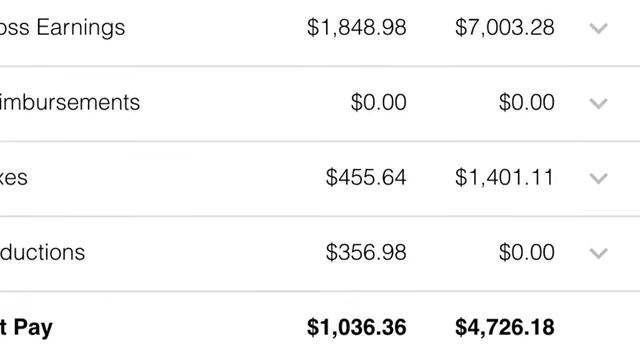 oss Earnings $1,848.98 $7,003.28
imbursements $0.00 $0.00
xes $455.64 $1,401.11
ductions $356.98 $0.00
t Pay $1,036.36 $4,726.18